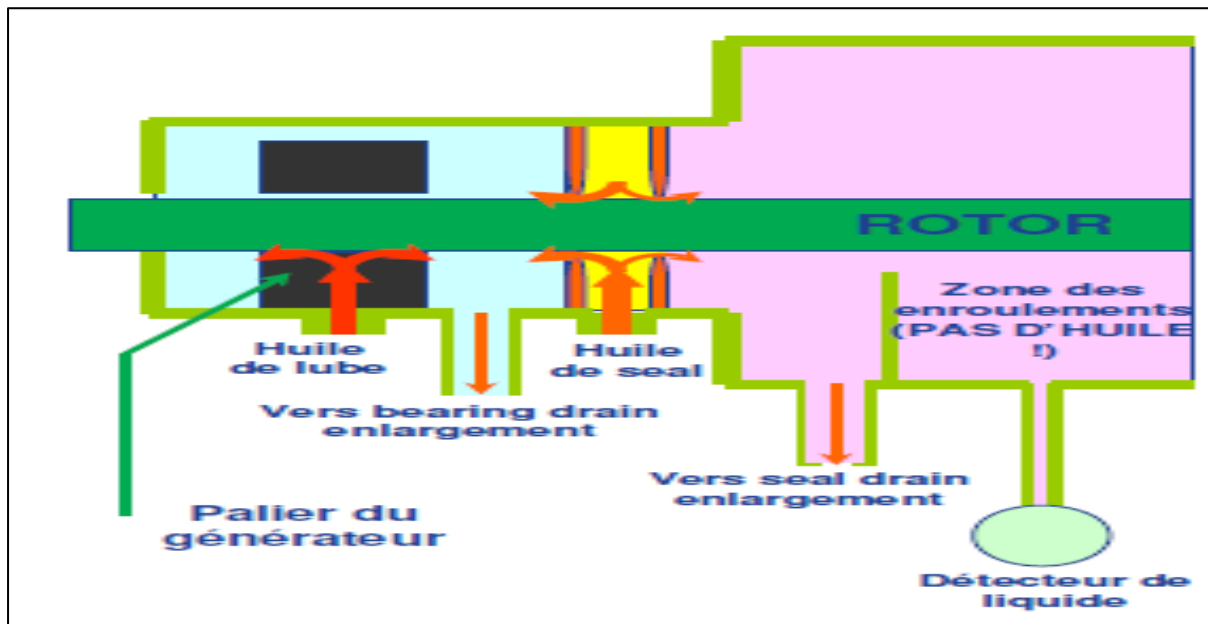 ROTOR
Zone des
enroulements
(PAS D'HUILE
!)
Huile
de lube
Huile
de seal
Vers bearing drain
enlargement
Vers seal drain
enlargement
Palier du
générateur
Détecteur de
liquide